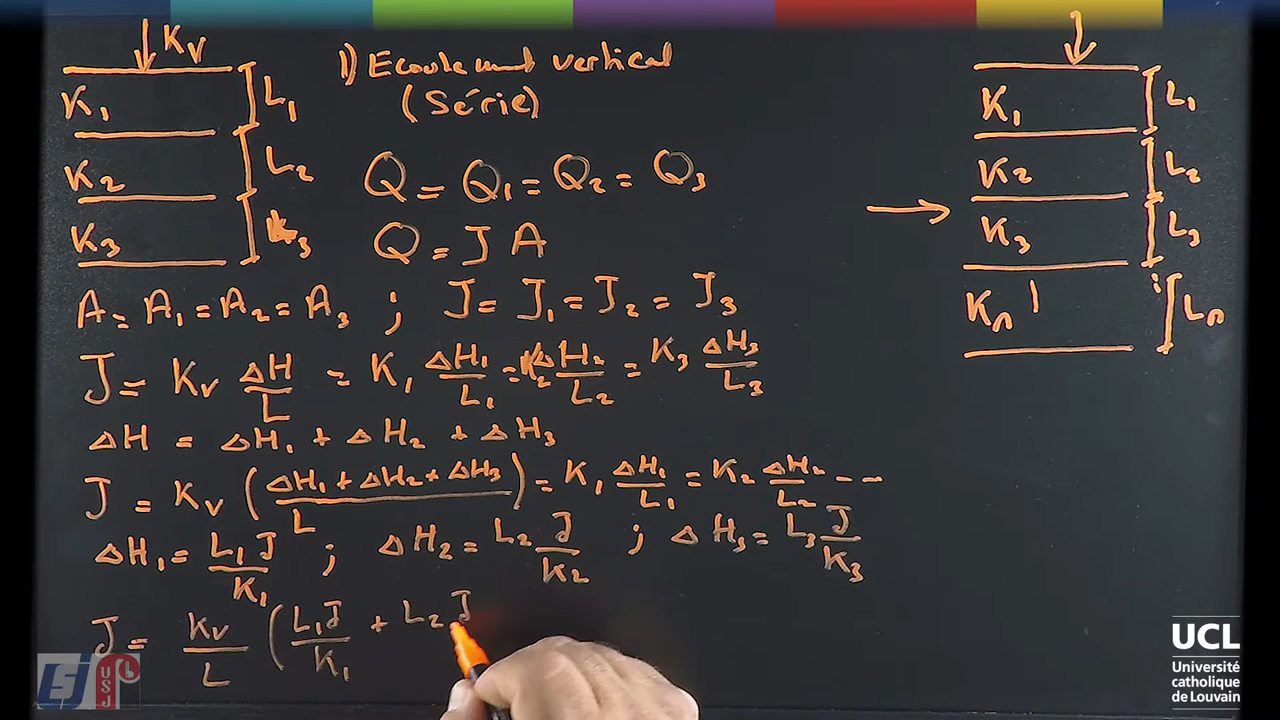 Kv
K1
L1
K2
L2
K3
1) Ecoulement vertical
(Série)
Q = Q1 = Q2 = Q3
Q = J A
A = A1 = A2 = A3 ; J = J1 = J2 = J3
J = Kv ΔH/L = K1 ΔH1/L1 = K2 ΔH2/L2 = K3 ΔH3/L3
ΔH = ΔH1 + ΔH2 + ΔH3
J = Kv (ΔH1 + ΔH2 + ΔH3 / L) = K1 ΔH1/L1 = K2 ΔH2/L2 --
ΔH1 = L1 J/K1 ; ΔH2 = L2 J/K2 ; ΔH3 = L3 J/K3
J = Kv/L (L1 J/K1 + L2 J
K1
L1
K2
L2
K3
L3
Kn
Ln
UCL
Université
catholique
de Louvain
USJ